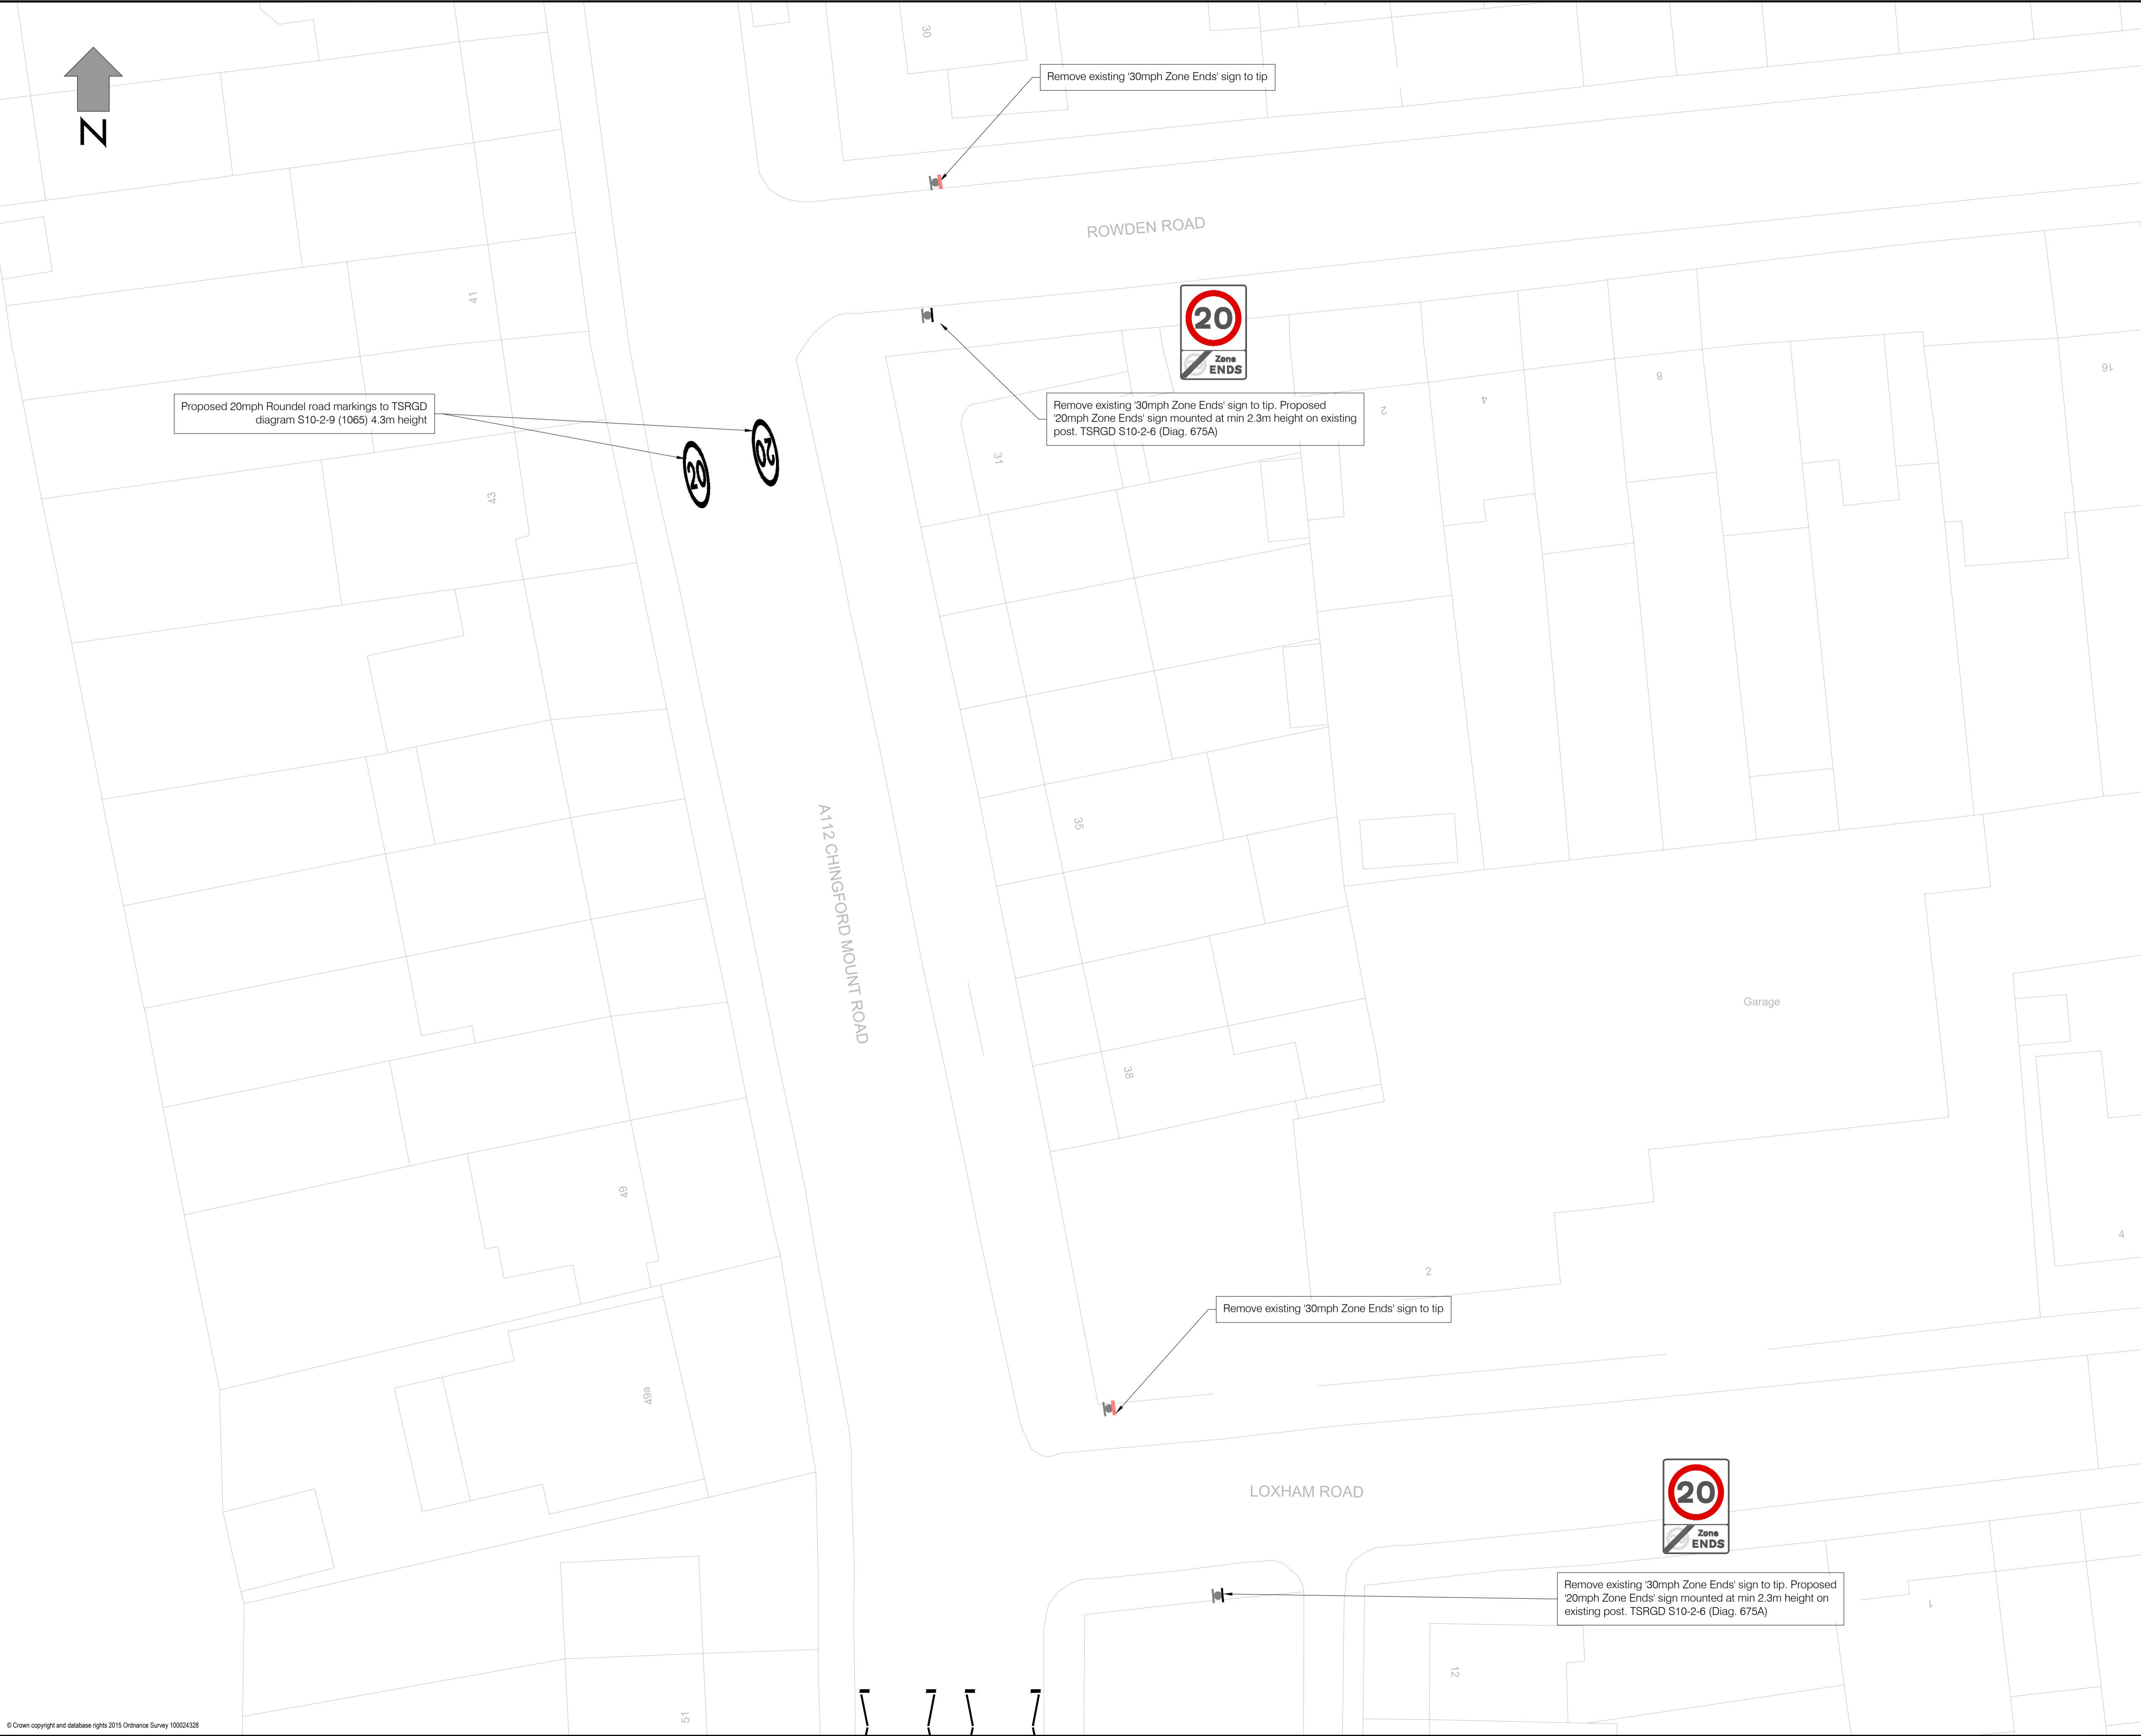 N
30
Remove existing '30mph Zone Ends' sign to tip
ROWDEN ROAD
41
20
Zone
ENDS
16
8
4
2
Proposed 20mph Roundel road markings to TSRGD
diagram S10-2-9 (1065) 4.3m height
Remove existing '30mph Zone Ends' sign to tip. Proposed
'20mph Zone Ends' sign mounted at min 2.3m height on existing
post. TSRGD S10-2-6 (Diag. 675A)
20
20
31
43
35
A112 CHINGFORD MOUNT ROAD
Garage
38
49
4
2
Remove existing '30mph Zone Ends' sign to tip
49a
LOXHAM ROAD
20
Zone
ENDS
Remove existing '30mph Zone Ends' sign to tip. Proposed
'20mph Zone Ends' sign mounted at min 2.3m height on
existing post. TSRGD S10-2-6 (Diag. 675A)
1
12
51
© Crown copyright and database rights 2015 Ordnance Survey 100024328